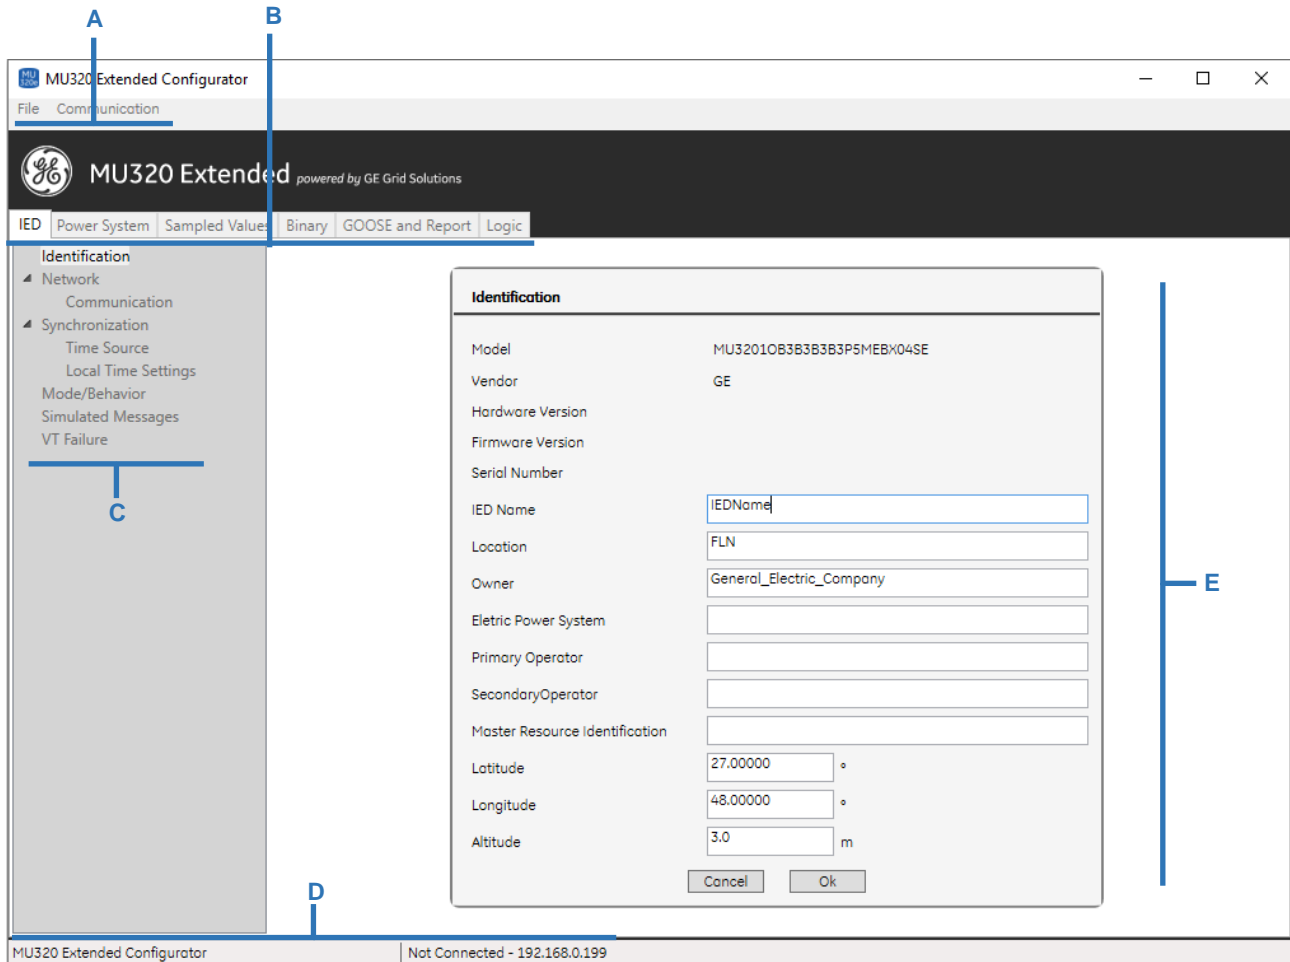 A
B
MU320 Extended Configurator
File Communication
MU320 Extended powered by GE Grid Solutions
IED Power System Sampled Values Binary GOOSE and Report Logic
Identification
Network
Communication
Synchronization
Time Source
Local Time Settings
Mode/Behavior
Simulated Messages
VT Failure
C
Identification
Model MU3201OB3B3B3B3P5MEBX04SE
Vendor GE
Hardware Version
Firmware Version
Serial Number
IED Name IEDName
Location FLN
Owner General_Electric_Company
Eletric Power System
Primary Operator
SecondaryOperator
Master Resource Identification
Latitude 27.00000 °
Longitude 48.00000 °
Altitude 3.0 m
Cancel Ok
E
D
MU320 Extended Configurator Not Connected - 192.168.0.199